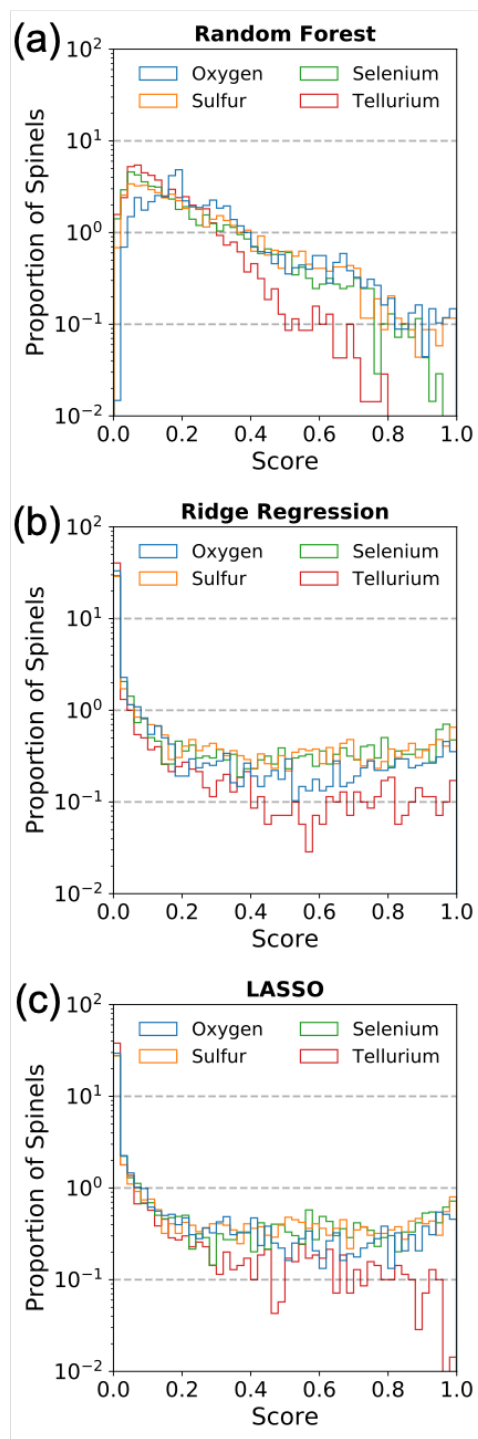 (a)
Random Forest
Oxygen Selenium
Sulfur Tellurium
Proportion of Spinels
10²
10¹
10⁰
10⁻¹
10⁻²
0.0 0.2 0.4 0.6 0.8 1.0
Score
(b)
Ridge Regression
Oxygen Selenium
Sulfur Tellurium
Proportion of Spinels
10²
10¹
10⁰
10⁻¹
10⁻²
0.0 0.2 0.4 0.6 0.8 1.0
Score
(c)
LASSO
Oxygen Selenium
Sulfur Tellurium
Proportion of Spinels
10²
10¹
10⁰
10⁻¹
10⁻²
0.0 0.2 0.4 0.6 0.8 1.0
Score